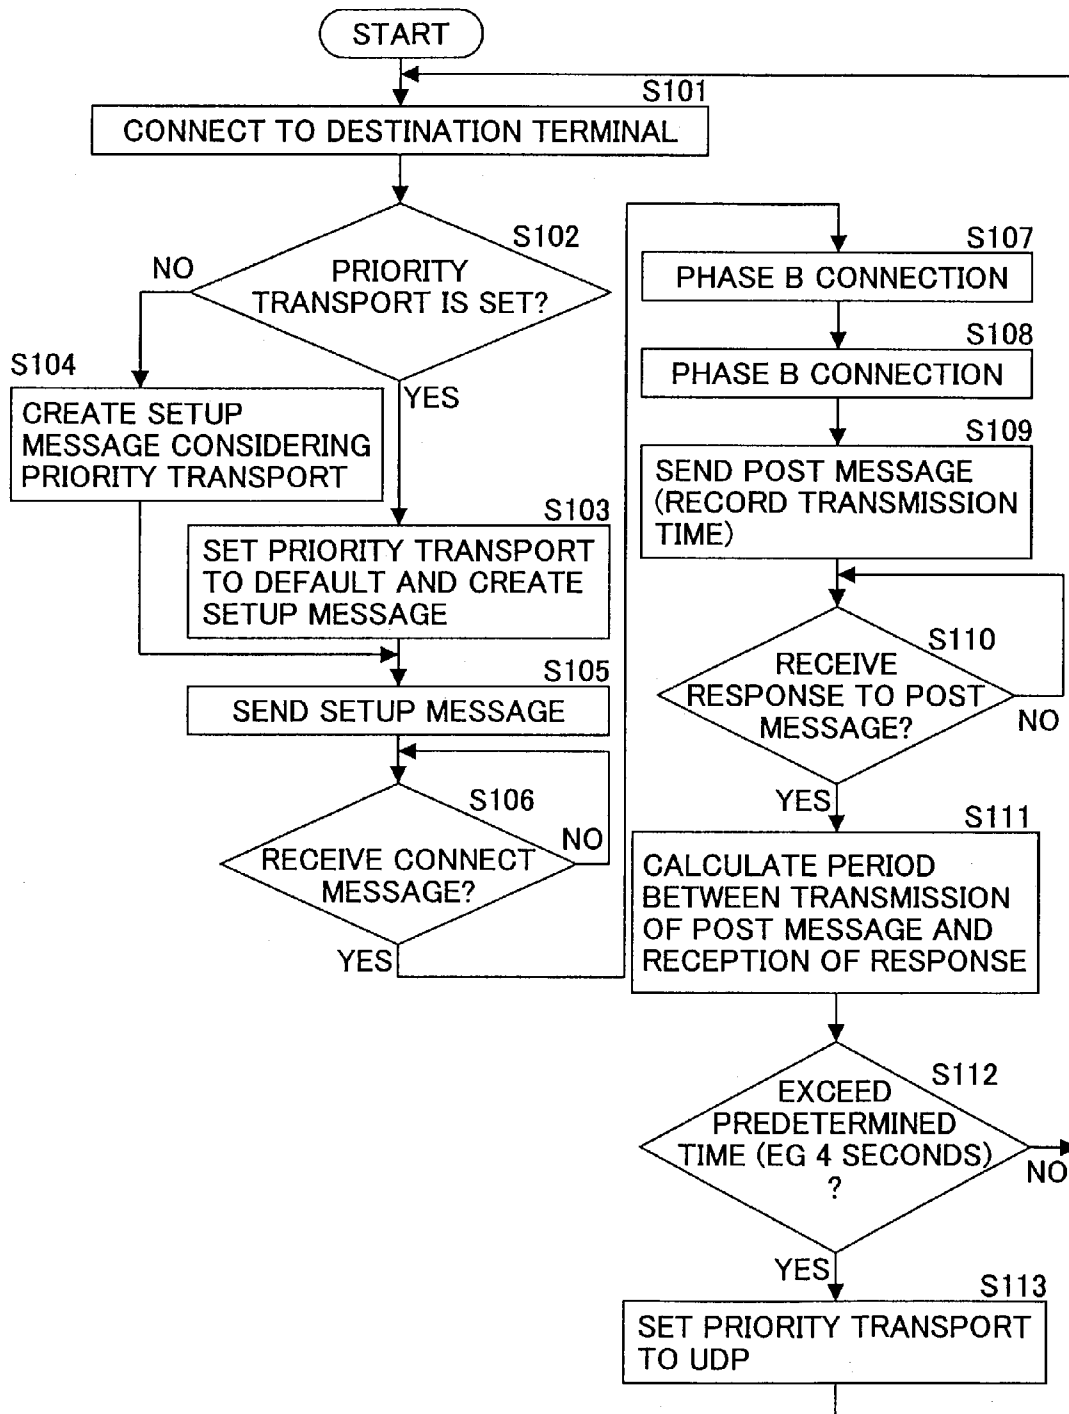 START
S101
CONNECT TO DESTINATION TERMINAL
S102
NO
PRIORITY
TRANSPORT IS SET?
YES
S104
CREATE SETUP
MESSAGE CONSIDERING
PRIORITY TRANSPORT
S103
SET PRIORITY TRANSPORT
TO DEFAULT AND CREATE
SETUP MESSAGE
S105
SEND SETUP MESSAGE
S106
NO
RECEIVE CONNECT
MESSAGE?
YES
S107
PHASE B CONNECTION
S108
PHASE B CONNECTION
S109
SEND POST MESSAGE
(RECORD TRANSMISSION
TIME)
S110
RECEIVE
RESPONSE TO POST
MESSAGE?
NO
YES
S111
CALCULATE PERIOD
BETWEEN TRANSMISSION
OF POST MESSAGE AND
RECEPTION OF RESPONSE
S112
EXCEED
PREDETERMINED
TIME (EG 4 SECONDS)
?
NO
YES
S113
SET PRIORITY TRANSPORT
TO UDP